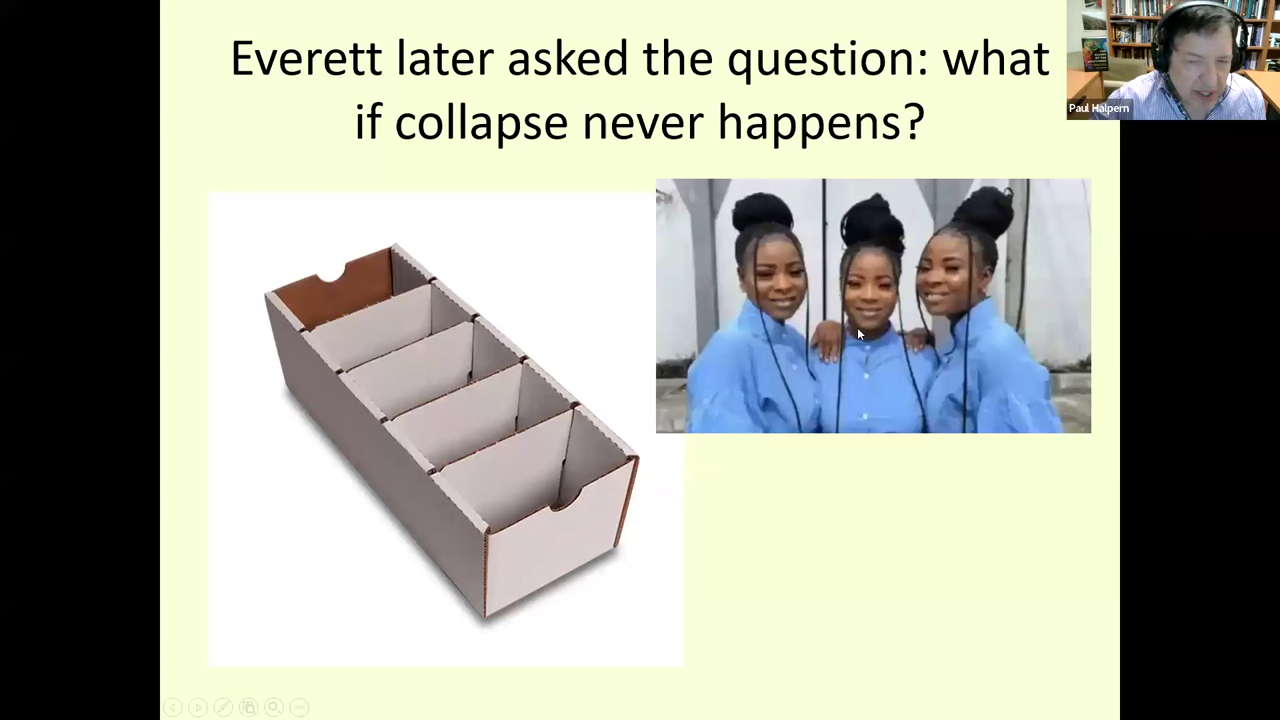 Everett later asked the question: what
if collapse never happens?
Paul Halpern